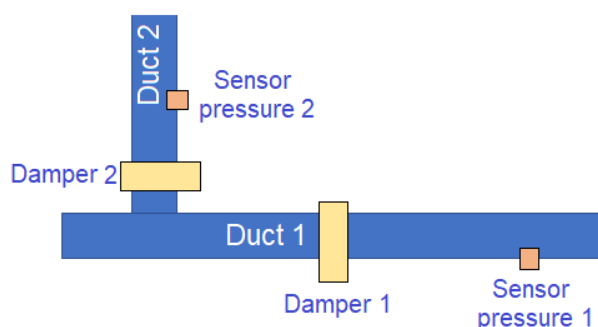 Duct 2
Sensor
pressure 2
Damper 2
Duct 1
Damper 1
Sensor
pressure 1